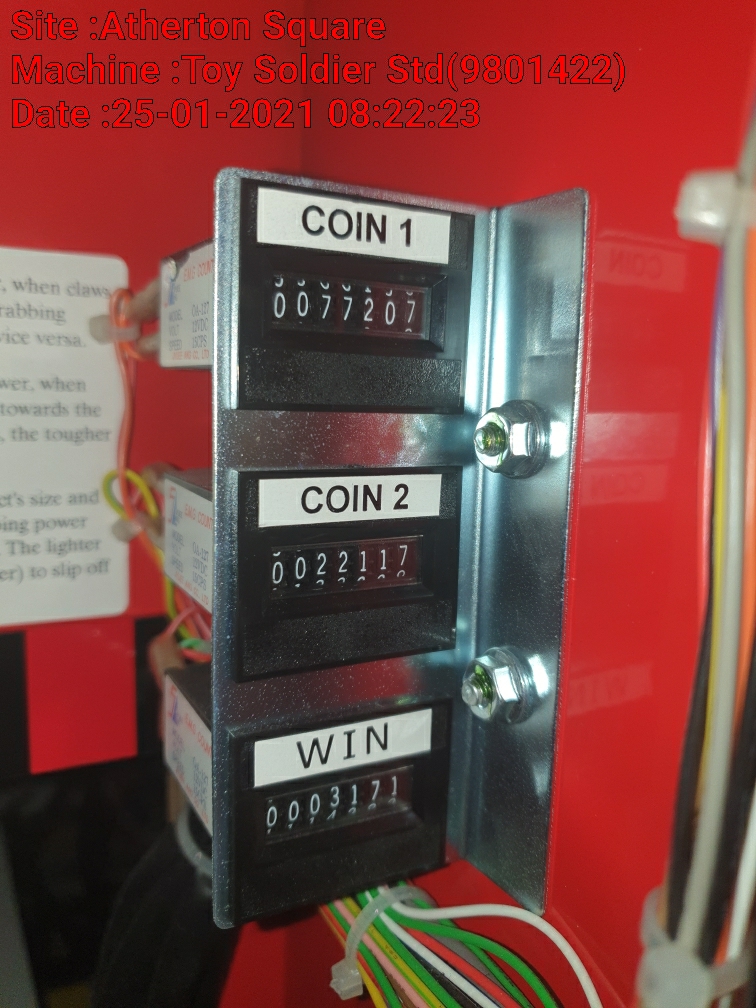 Site :Atherton Square
Machine :Toy Soldier Std(9801422)
Date :25-01-2021 08:22:23
COIN 1
0077207
, when claws
rabbing
vice versa.
wer, when
towards the
, the tougher
et's size and
ping power
The lighter
er) to slip off
COIN 2
0022117
WIN
0003171